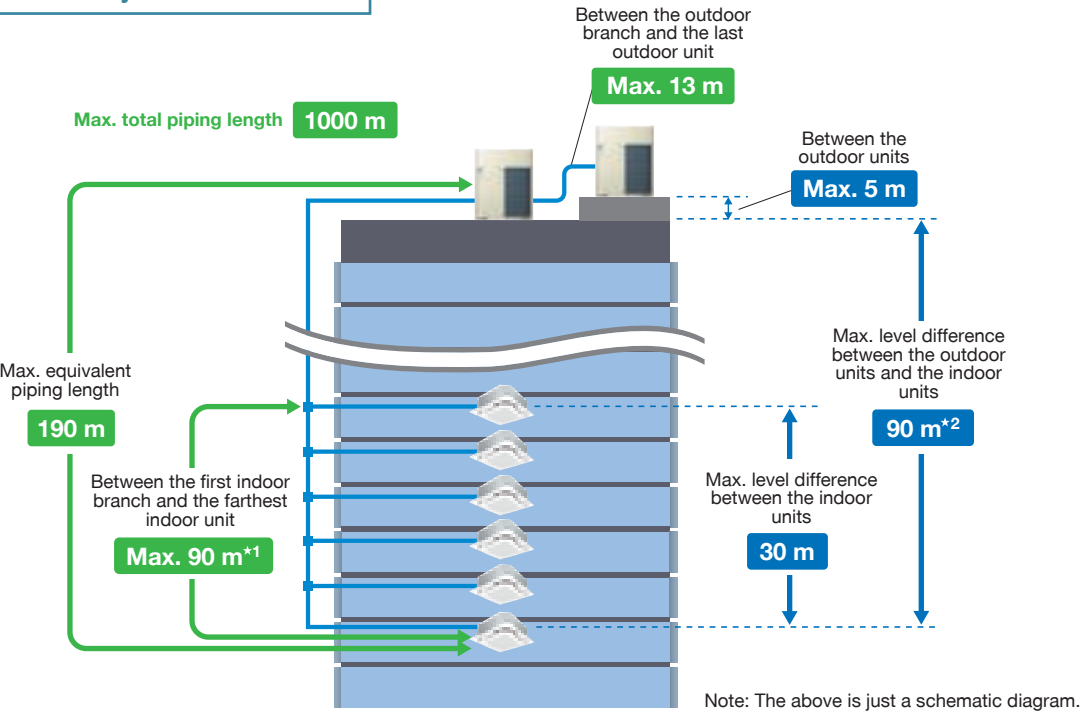 Between the outdoor
branch and the last
outdoor unit
Max. 13 m
Max. total piping length 1000 m
Between the
outdoor units
Max. 5 m
Max. equivalent
piping length
190 m
Between the first indoor
branch and the farthest
indoor unit
Max. 90 m★1
Max. level difference
between the outdoor
units and the indoor
units
90 m★2
Max. level difference
between the indoor
units
30 m
Note: The above is just a schematic diagram.